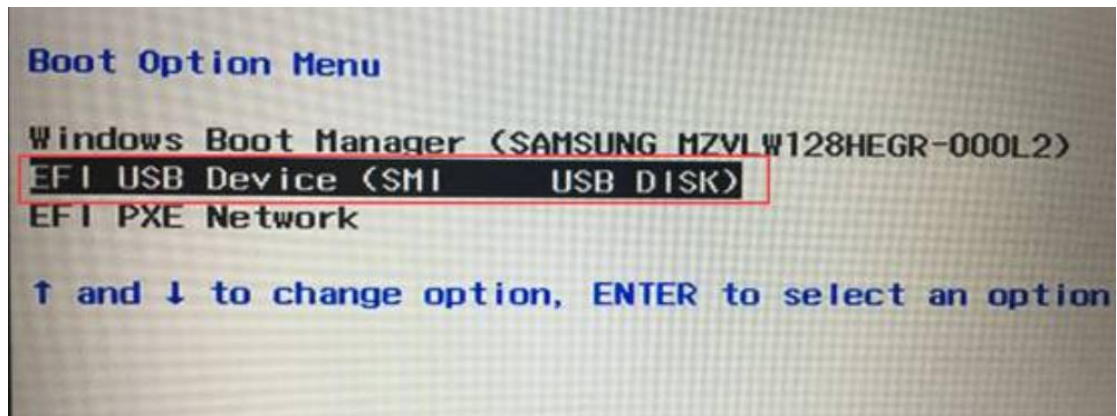 Boot Option Menu
Windows Boot Manager (SAMSUNG MZVLW128HEGR-000L2)
EFI USB Device (SMI USB DISK)
EFI PXE Network
↑ and ↓ to change option, ENTER to select an option